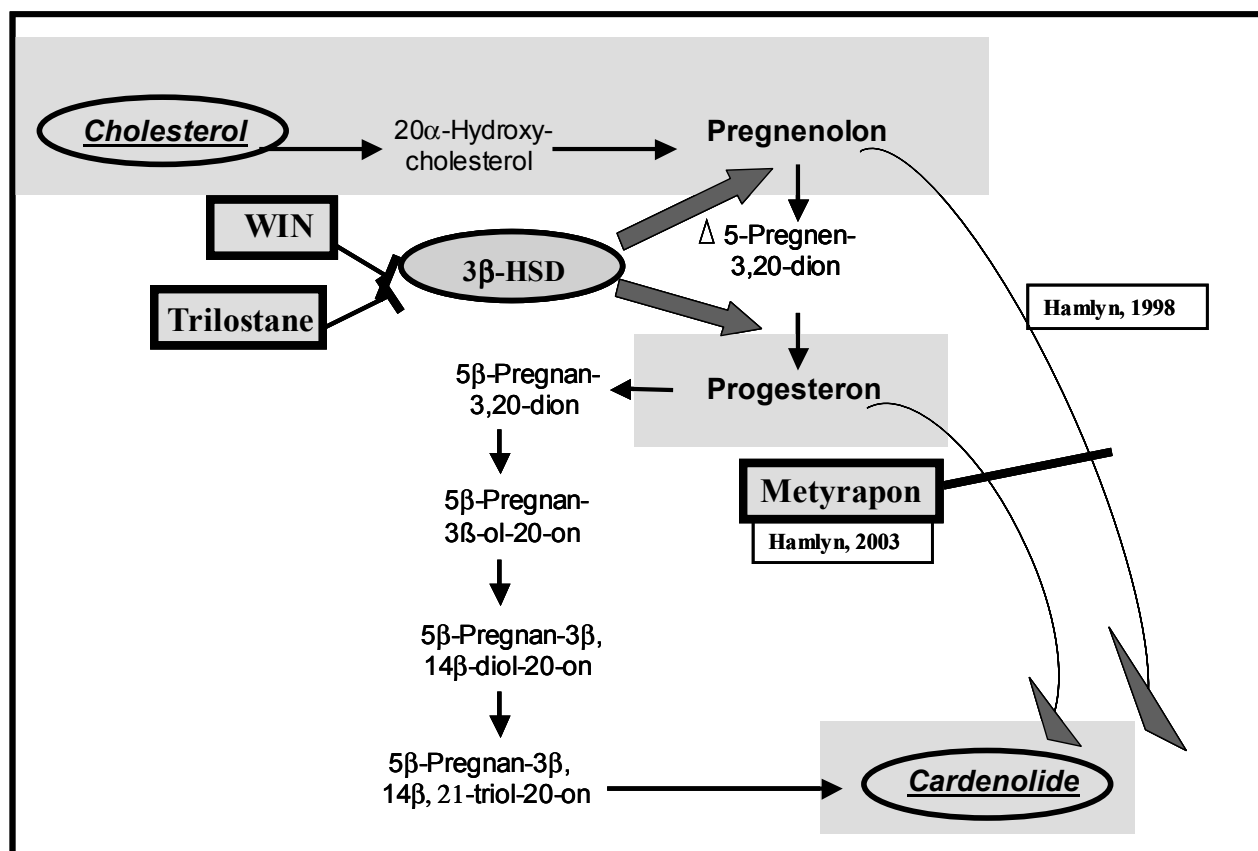 Cholesterol
20α-Hydroxy-
cholesterol
Pregnenolon
WIN
3β-HSD
Δ 5-Pregnen-
3,20-dion
Trilostane
Hamlyn, 1998
5β-Pregnan-
3,20-dion
Progesteron
Metyrapon
Hamlyn, 2003
5β-Pregnan-
3ß-ol-20-on
5β-Pregnan-3β,
14β-diol-20-on
5β-Pregnan-3β,
14β, 21-triol-20-on
Cardenolide